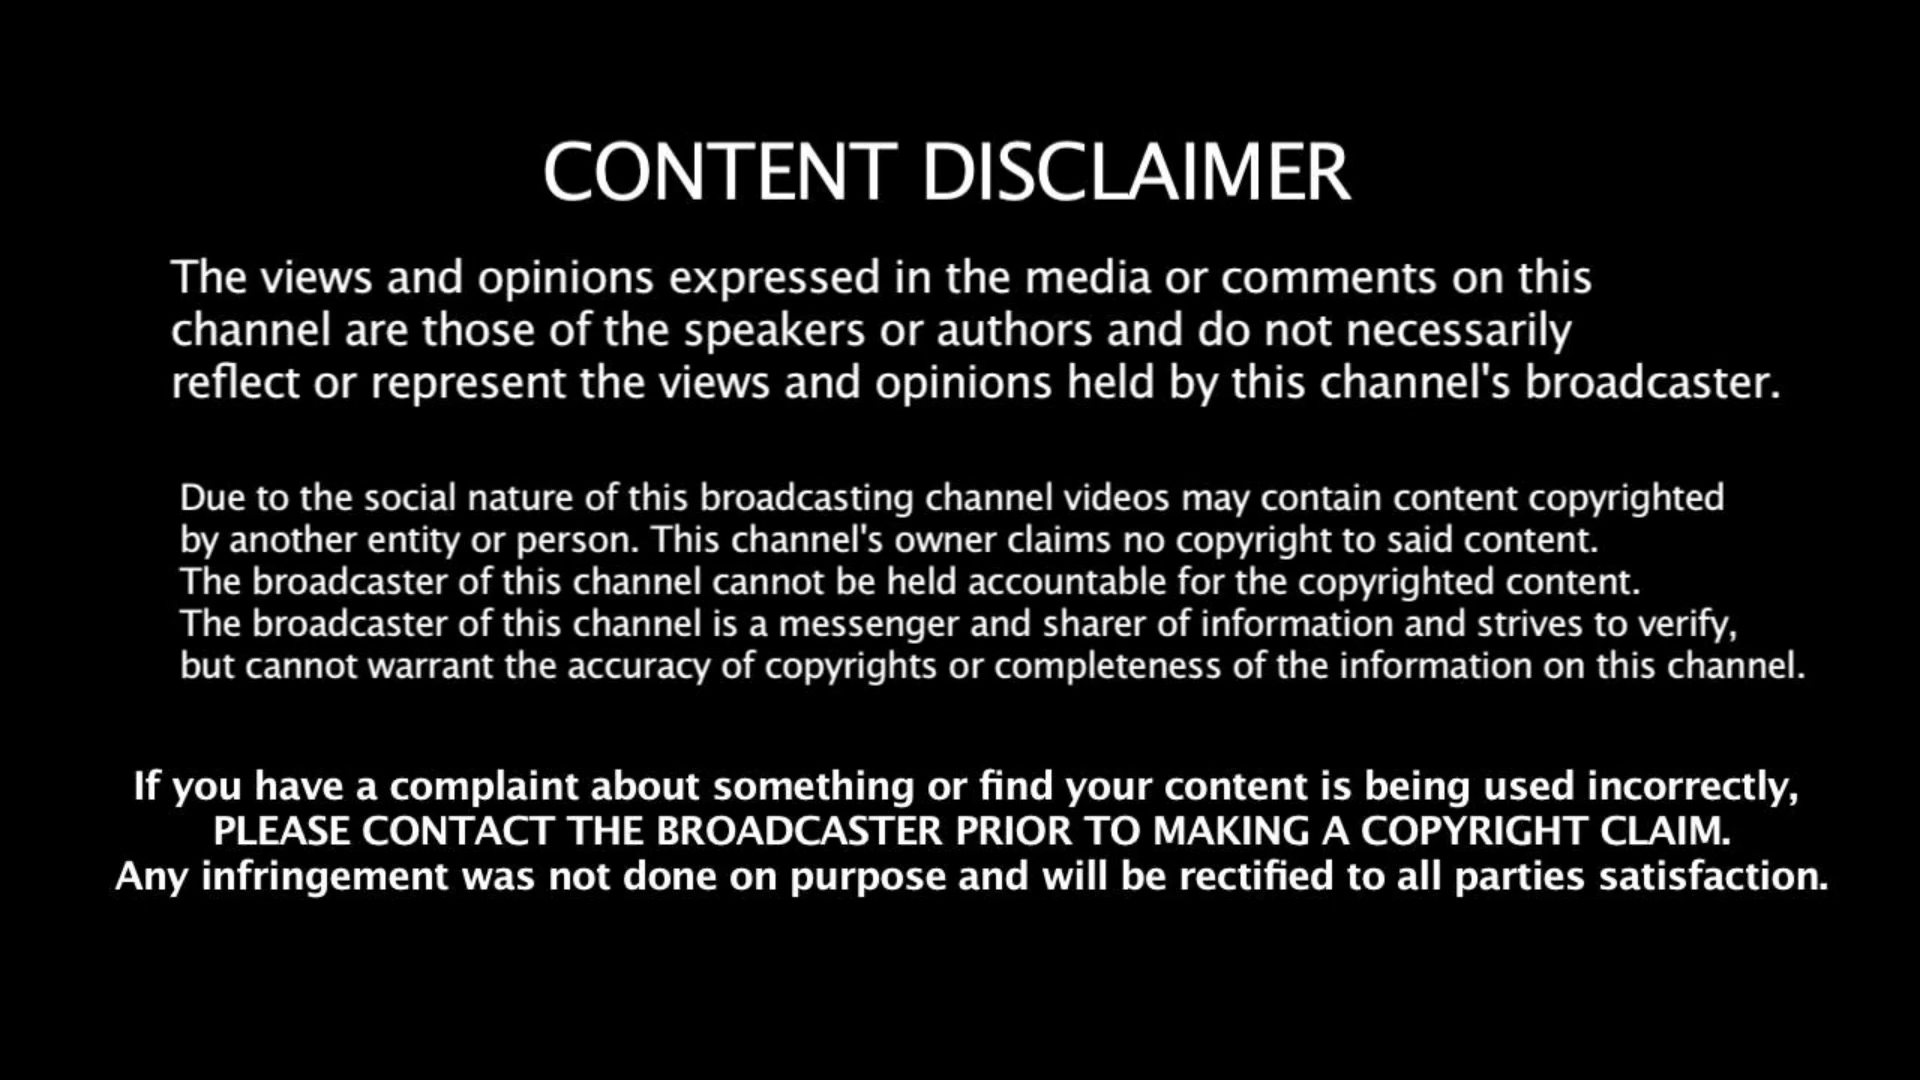 CONTENT DISCLAIMER
The views and opinions expressed in the media or comments on this
channel are those of the speakers or authors and do not necessarily
reflect or represent the views and opinions held by this channel's broadcaster.
Due to the social nature of this broadcasting channel videos may contain content copyrighted
by another entity or person. This channel's owner claims no copyright to said content.
The broadcaster of this channel cannot be held accountable for the copyrighted content.
The broadcaster of this channel is a messenger and sharer of information and strives to verify,
but cannot warrant the accuracy of copyrights or completeness of the information on this channel.
If you have a complaint about something or find your content is being used incorrectly,
PLEASE CONTACT THE BROADCASTER PRIOR TO MAKING A COPYRIGHT CLAIM.
Any infringement was not done on purpose and will be rectified to all parties satisfaction.